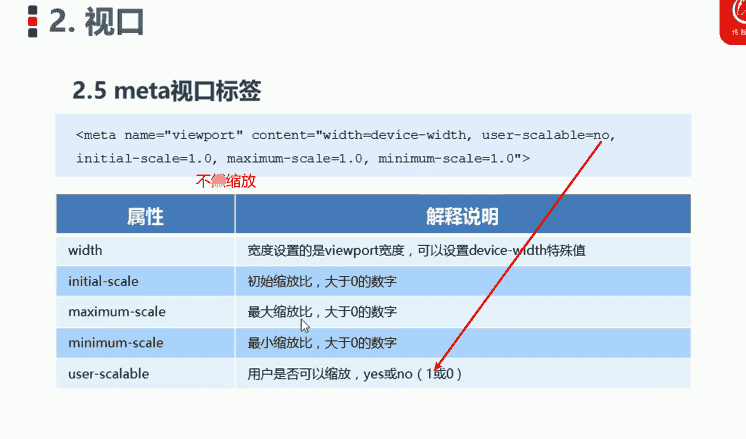 2. 视口
2.5 meta视口标签
<meta name="viewport" content="width=device-width, user-scalable=no,
initial-scale=1.0, maximum-scale=1.0, minimum-scale=1.0">
不 缩放
属性 解释说明
width 宽度设置的是viewport宽度，可以设置device-width特殊值
initial-scale 初始缩放比，大于0的数字
maximum-scale 最大缩放比，大于0的数字
minimum-scale 最小缩放比，大于0的数字
user-scalable 用户是否可以缩放，yes或no（1或0）